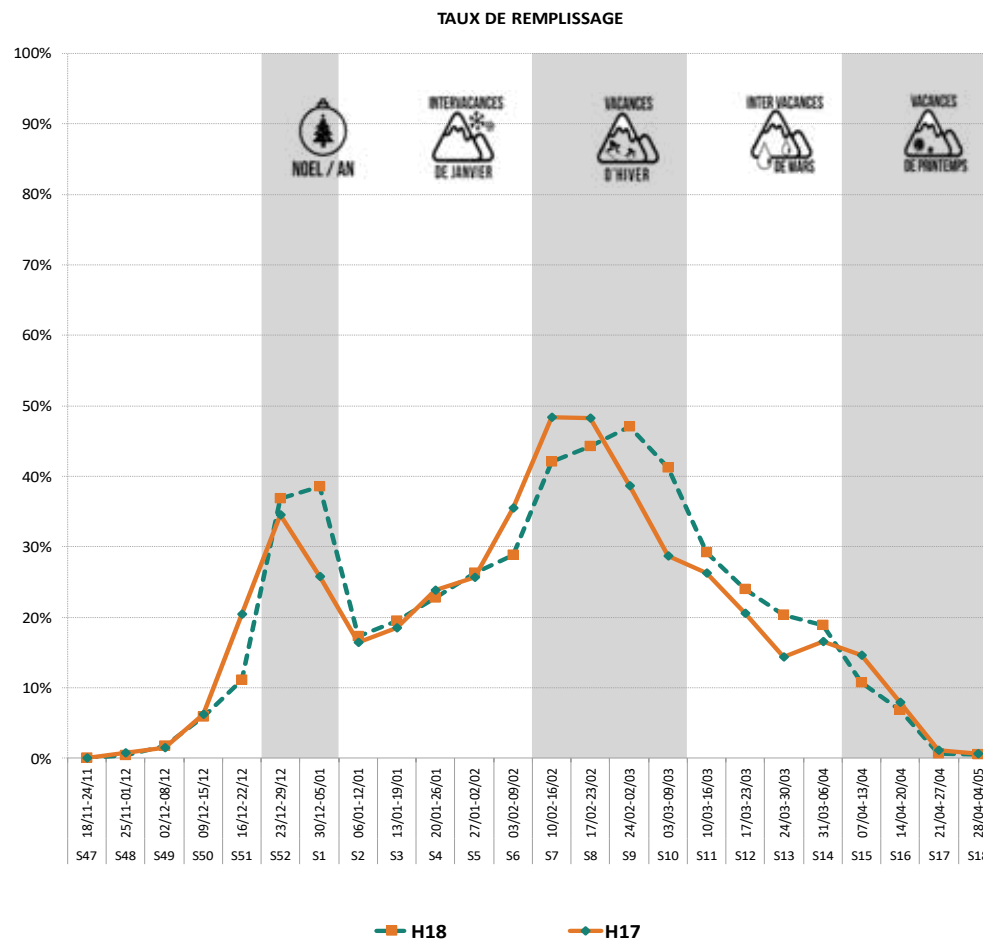 TAUX DE REMPLISSAGE
100%
90%
80%
70%
60%
50%
40%
30%
20%
10%
0%
NOEL / AN
INTERVACANCES
DE JANVIER
VACANCES
D'HIVER
INTER VACANCES
DE MARS
VACANCES
DE PRINTEMPS
18/11-24/11
25/11-01/12
02/12-08/12
09/12-15/12
16/12-22/12
23/12-29/12
30/12-05/01
06/01-12/01
13/01-19/01
20/01-26/01
27/01-02/02
03/02-09/02
10/02-16/02
17/02-23/02
24/02-02/03
03/03-09/03
10/03-16/03
17/03-23/03
24/03-30/03
31/03-06/04
07/04-13/04
14/04-20/04
21/04-27/04
28/04-04/05
S47 S48 S49 S50 S51 S52 S1 S2 S3 S4 S5 S6 S7 S8 S9 S10 S11 S12 S13 S14 S15 S16 S17 S18
H18 H17